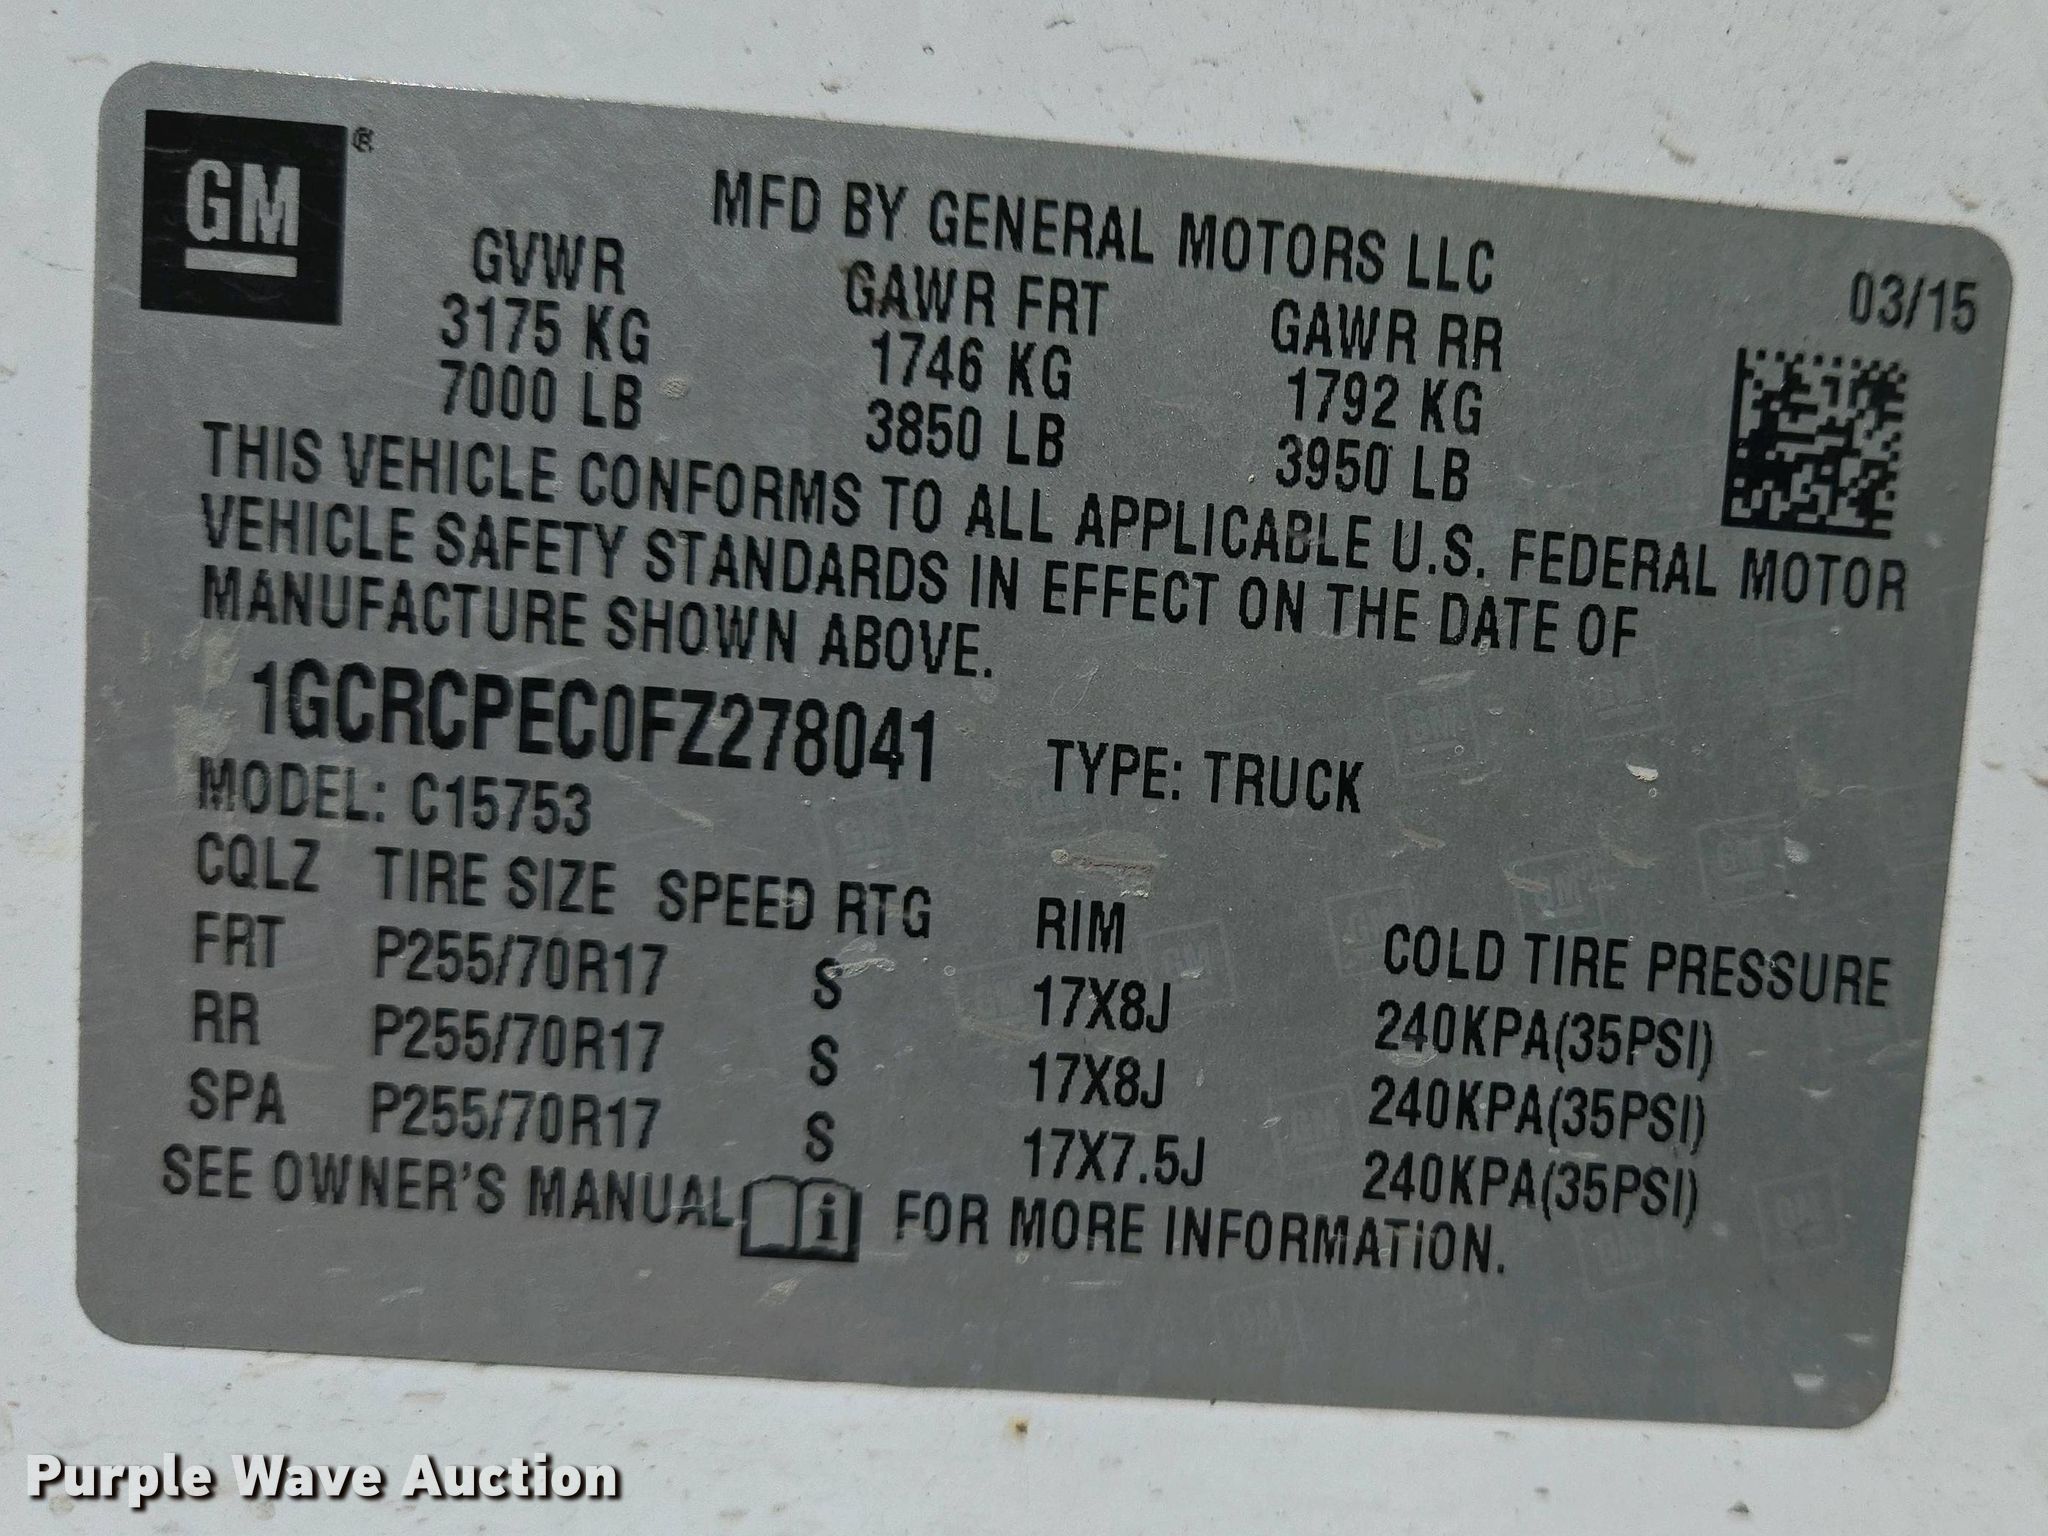 GM®
MFD BY GENERAL MOTORS LLC
03/15
GVWR GAWR FRT GAWR RR
3175 KG 1746 KG 1792 KG
7000 LB 3850 LB 3950 LB
THIS VEHICLE CONFORMS TO ALL APPLICABLE U.S. FEDERAL MOTOR
VEHICLE SAFETY STANDARDS IN EFFECT ON THE DATE OF
MANUFACTURE SHOWN ABOVE.
1GCRCPEC0FZ278041 TYPE: TRUCK
MODEL: C15753
CQLZ TIRE SIZE SPEED RTG RIM COLD TIRE PRESSURE
FRT P255/70R17 S 17X8J 240KPA(35PSI)
RR P255/70R17 S 17X8J 240KPA(35PSI)
SPA P255/70R17 S 17X7.5J 240KPA(35PSI)
SEE OWNER'S MANUAL i FOR MORE INFORMATION.
Purple Wave Auction